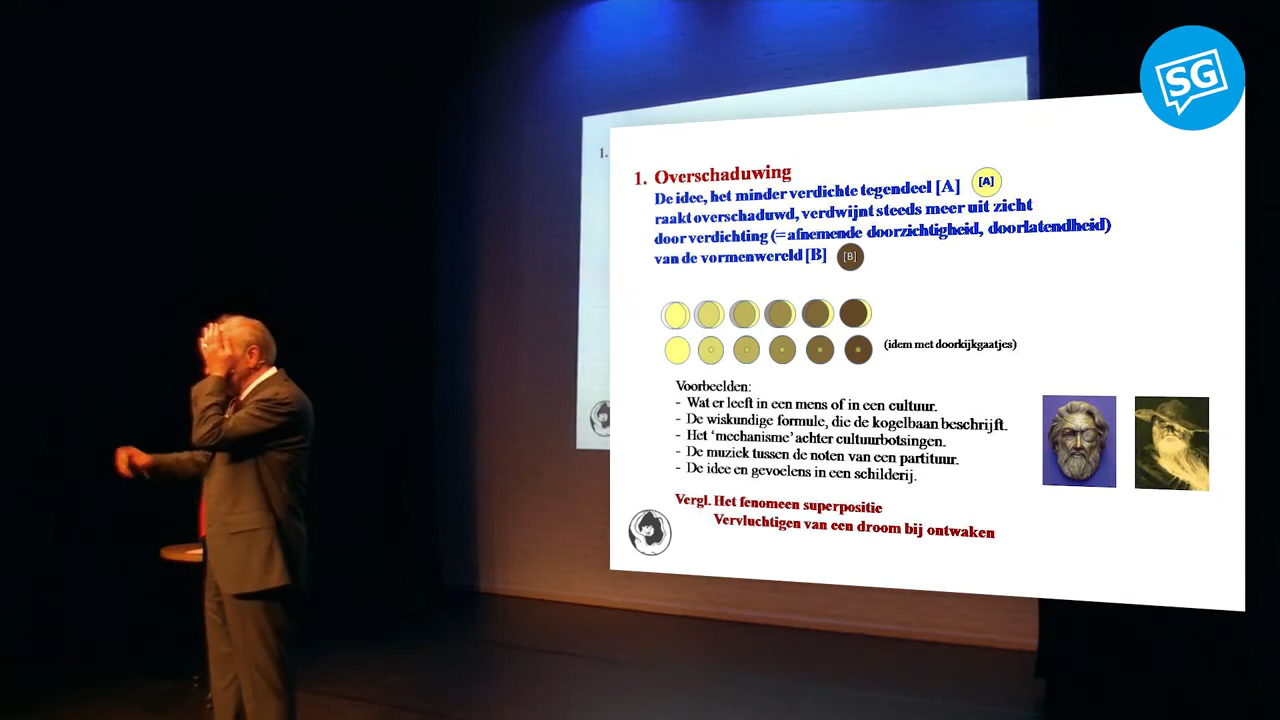 SG
1.
1. Overschaduwing
De idee, het minder verdichte tegendeel [A] [A]
raakt overschaduwd, verdwijnt steeds meer uit zicht
door verdichting (= afnemende doorzichtigheid, doorlatendheid)
van de vormenwereld [B] [B]
(idem met doorkijkgaatjes)
Voorbeelden:
- Wat er leeft in een mens of in een cultuur.
- De wiskundige formule, die de kogelbaan beschrijft.
- Het ‘mechanisme’ achter cultuurbotsingen.
- De muziek tussen de noten van een partituur.
- De idee en gevoelens in een schilderij.
Vergl. Het fenomeen superpositie
Vervluchtigen van een droom bij ontwaken